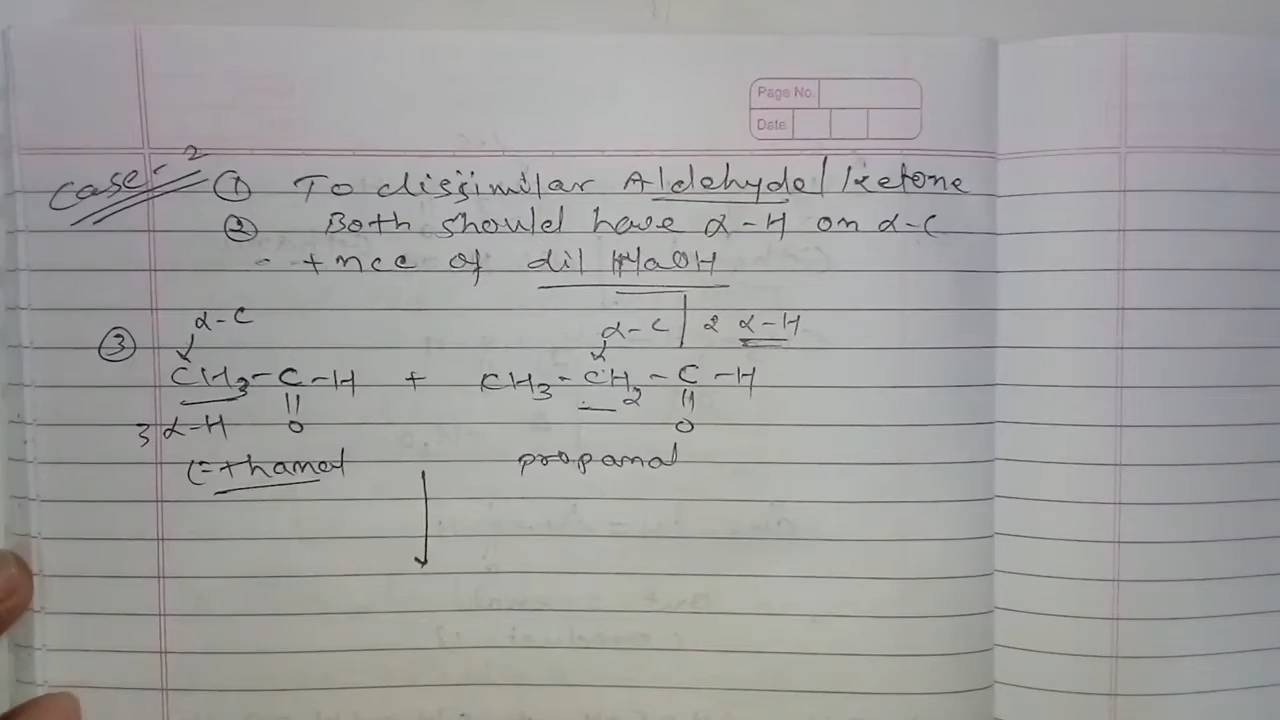 Page No.
Date
Case-2 ① To dissimilar Aldehyde/ketone
② Both should have α-H on α-C
- +nce of dil NaOH
③ α-C α-C 2 α-H
CH3-C-H + CH3-CH2-C-H
|| ||
3 α-H O O
Ethanal propanal